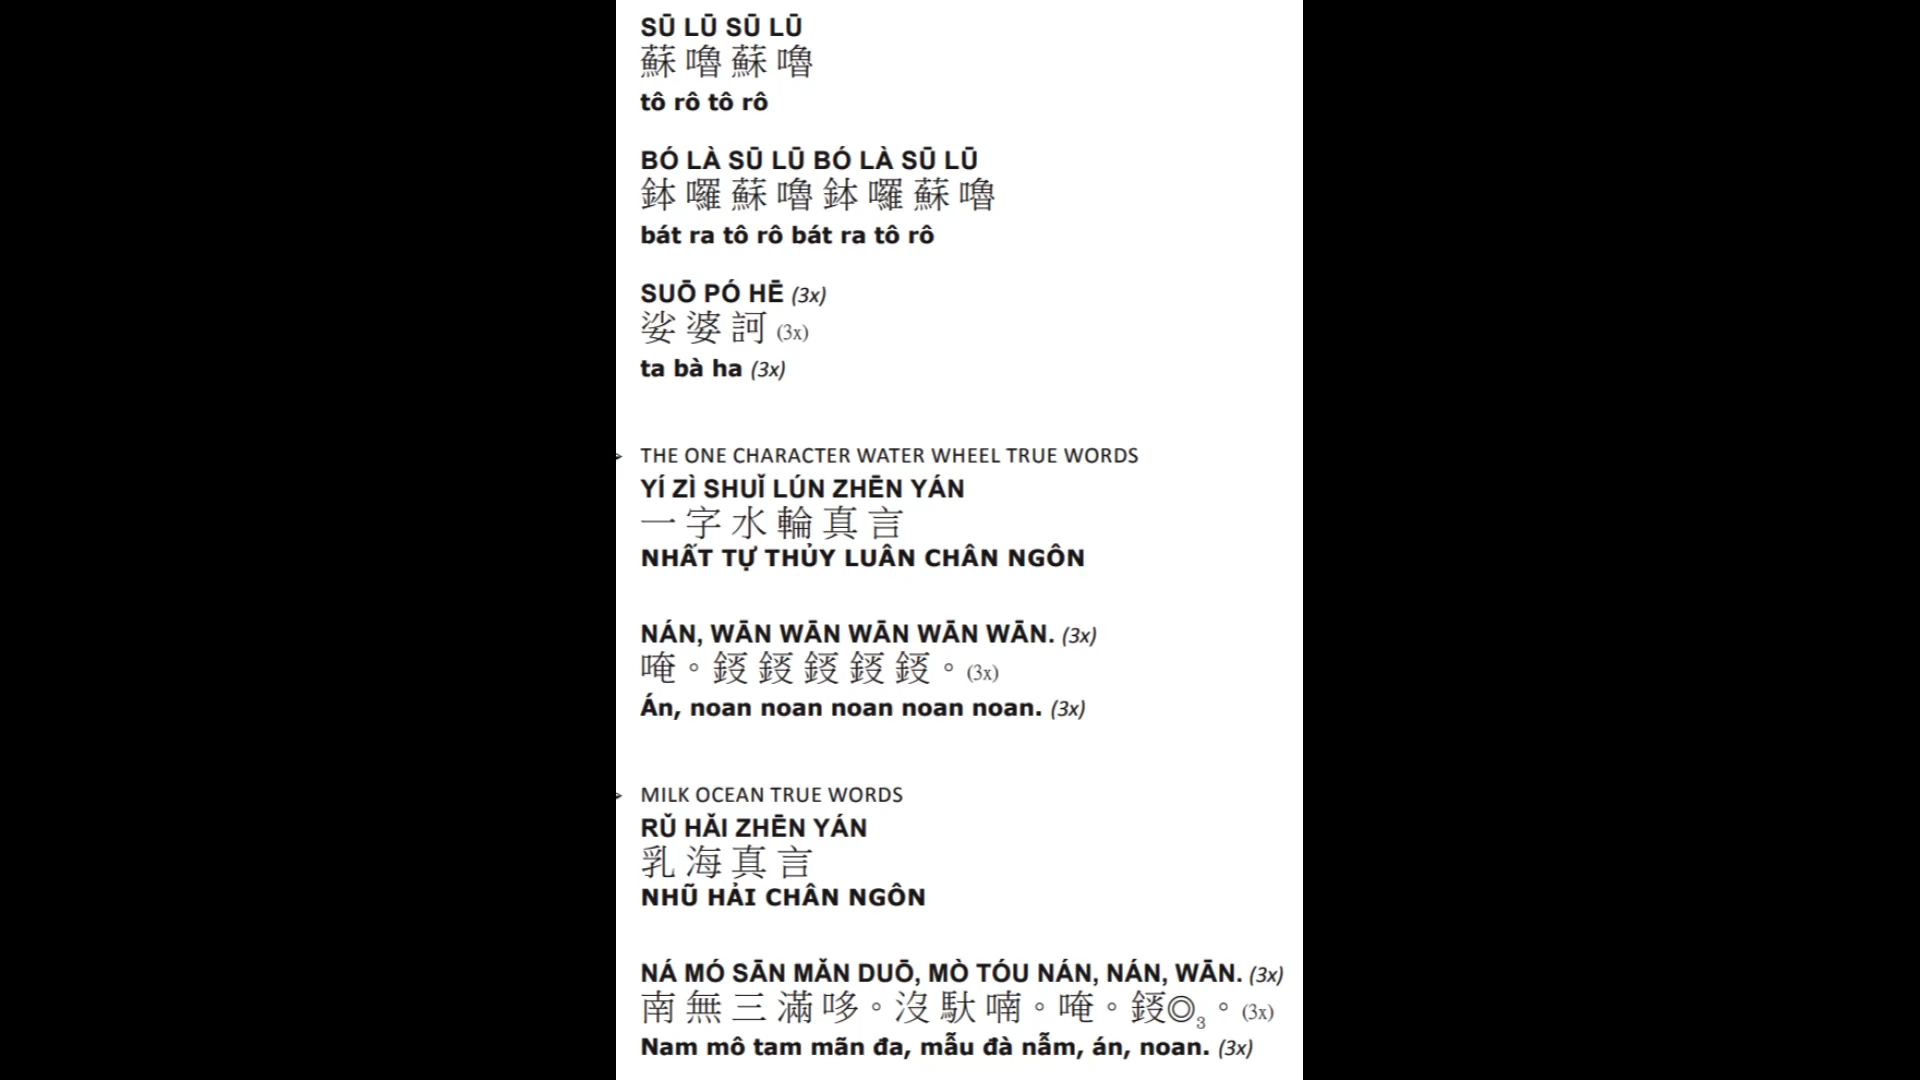 SŪ LŪ SŪ LŪ
蘇 嚕 蘇 嚕
tô rô tô rô
BÓ LÀ SŪ LŪ BÓ LÀ SŪ LŪ
鉢 囉 蘇 嚕 鉢 囉 蘇 嚕
bát ra tô rô bát ra tô rô
SUŌ PÓ HĒ (3x)
娑 婆 訶 (3x)
ta bà ha (3x)
THE ONE CHARACTER WATER WHEEL TRUE WORDS
YÍ ZÌ SHUǏ LÚN ZHĒN YÁN
一 字 水 輪 真 言
NHẤT TỰ THỦY LUÂN CHÂN NGÔN
NÁN, WĀN WĀN WĀN WĀN WĀN. (3x)
唵。鋄 鋄 鋄 鋄 鋄 。(3x)
Án, noan noan noan noan noan. (3x)
MILK OCEAN TRUE WORDS
RǓ HǍI ZHĒN YÁN
乳 海 真 言
NHŨ HẢI CHÂN NGÔN
NÁ MÓ SĀN MǍN DUŌ, MÒ TÓU NÁN, NÁN, WĀN. (3x)
南 無 三 滿 哆。沒 馱 喃。唵。鋄◎3 。(3x)
Nam mô tam mãn đa, mẫu đà nẫm, án, noan. (3x)